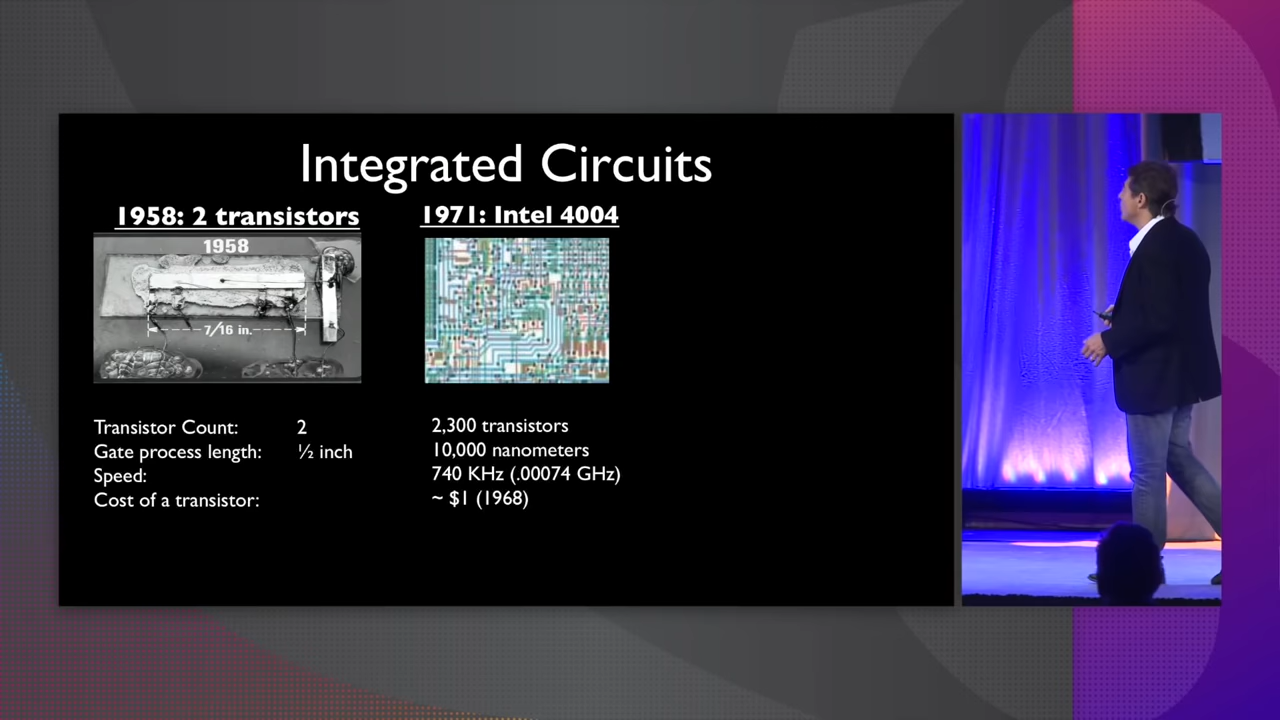 Integrated Circuits
1958: 2 transistors
1971: Intel 4004
1958
7/16 in.
Transistor Count: 2
Gate process length: ½ inch
Speed:
Cost of a transistor:
2,300 transistors
10,000 nanometers
740 KHz (.00074 GHz)
~ $1 (1968)